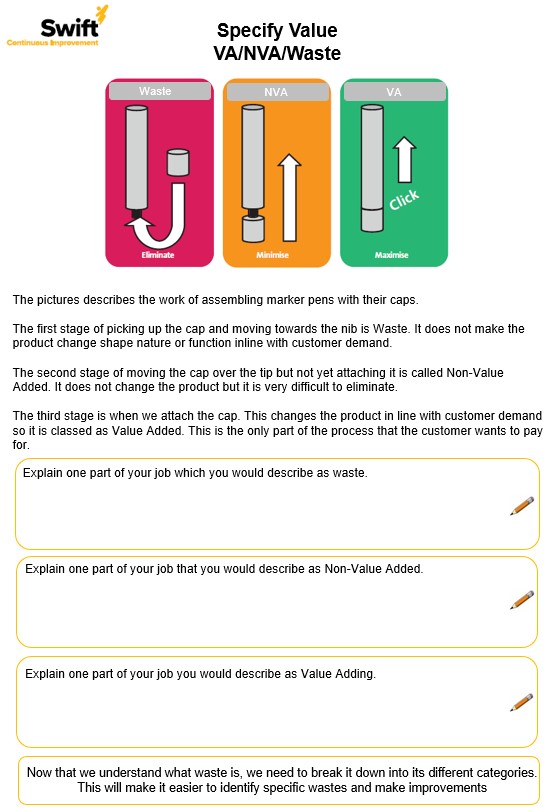 Swift
Continuous Improvement
Specify Value
VA/NVA/Waste
Waste
NVA
VA
Click
Eliminate
Minimise
Maximise
The pictures describes the work of assembling marker pens with their caps.
The first stage of picking up the cap and moving towards the nib is Waste. It does not make the
product change shape nature or function inline with customer demand.
The second stage of moving the cap over the tip but not yet attaching it is called Non-Value
Added. It does not change the product but it is very difficult to eliminate.
The third stage is when we attach the cap. This changes the product in line with customer demand
so it is classed as Value Added. This is the only part of the process that the customer wants to pay
for.
Explain one part of your job which you would describe as waste.
Explain one part of your job that you would describe as Non-Value Added.
Explain one part of your job you would describe as Value Adding.
Now that we understand what waste is, we need to break it down into its different categories.
This will make it easier to identify specific wastes and make improvements